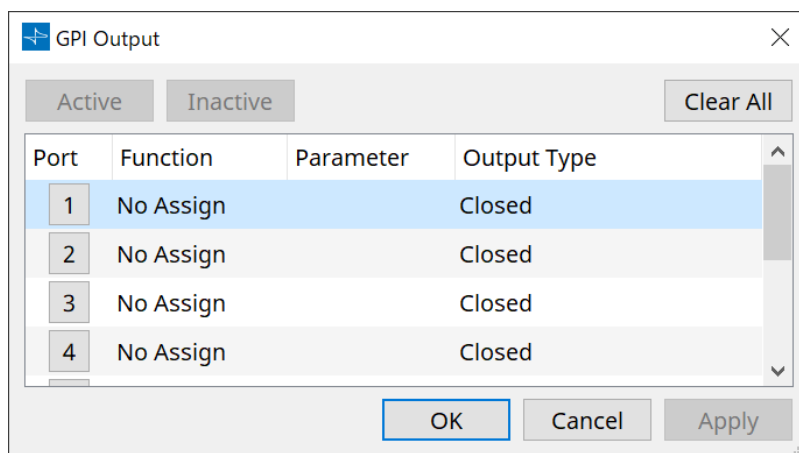 GPI Output
Active Inactive Clear All
Port Function Parameter Output Type
1 No Assign Closed
2 No Assign Closed
3 No Assign Closed
4 No Assign Closed
OK Cancel Apply